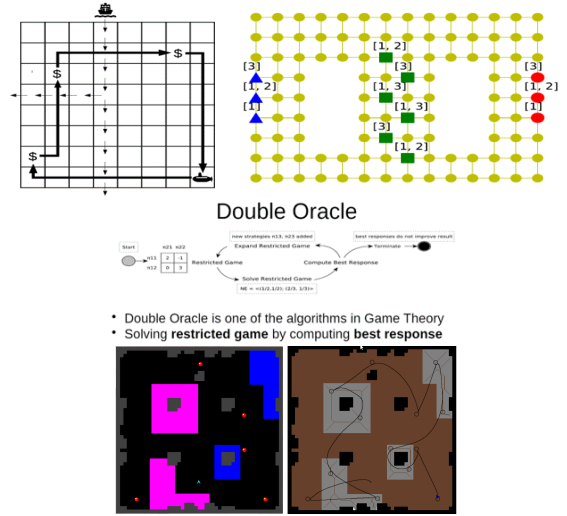 $
$
$
[1, 2]
[3]
[3]
[3]
[1, 2]
[1, 3]
[1, 2]
[1]
[1, 3]
[1]
[3]
[1, 2]
Double Oracle
new strategies n13, n23 added
best responses do not improve result
Start
n21 n22
Expand Restricted Game
Terminate
n11 2 -1
Restricted Game
Compute Best Response
n12 0 3
Solve Restricted Game
NE = <(1/2,1/2); (2/3, 1/3)>
• Double Oracle is one of the algorithms in Game Theory
• Solving restricted game by computing best response